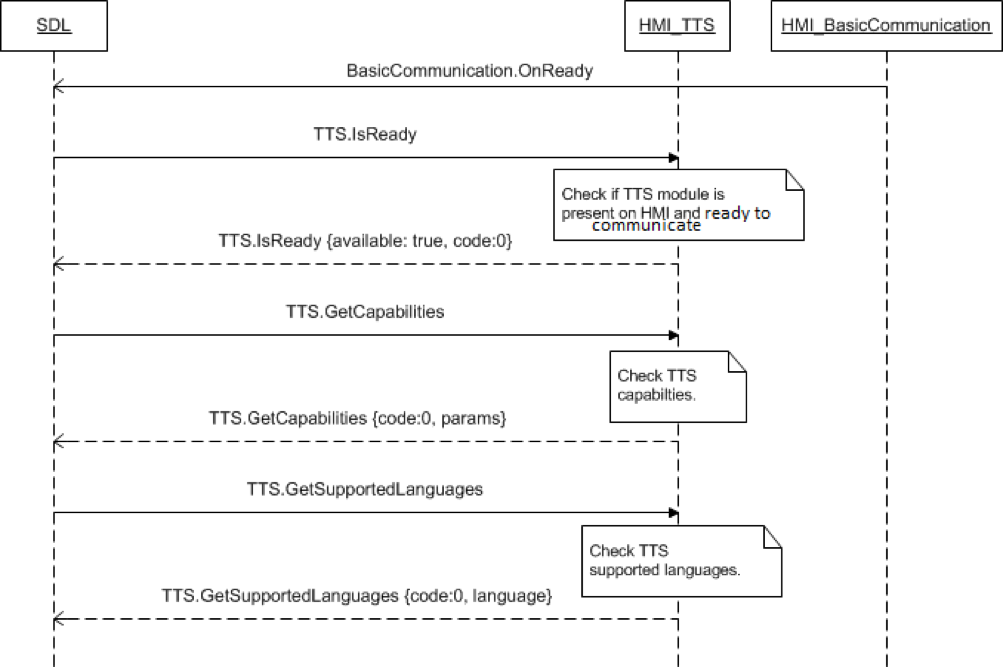 SDL
HMI_TTS
HMI_BasicCommunication
BasicCommunication.OnReady
TTS.IsReady
Check if TTS module is
present on HMI and ready to
communicate
TTS.IsReady {available: true, code:0}
TTS.GetCapabilities
Check TTS
capabilties.
TTS.GetCapabilities {code:0, params}
TTS.GetSupportedLanguages
Check TTS
supported languages.
TTS.GetSupportedLanguages {code:0, language}